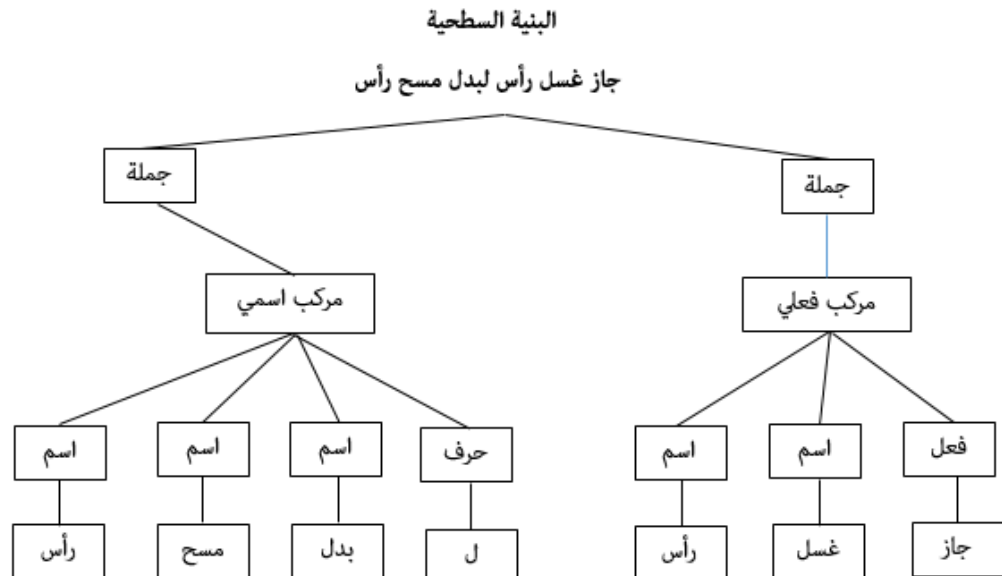 البنية السطحية
جاز غسل رأس لبدل مسح رأس
جملة
جملة
مركب فعلي
مركب اسمي
فعل
اسم
اسم
حرف
اسم
اسم
اسم
جاز
غسل
رأس
ل
بدل
مسح
رأس